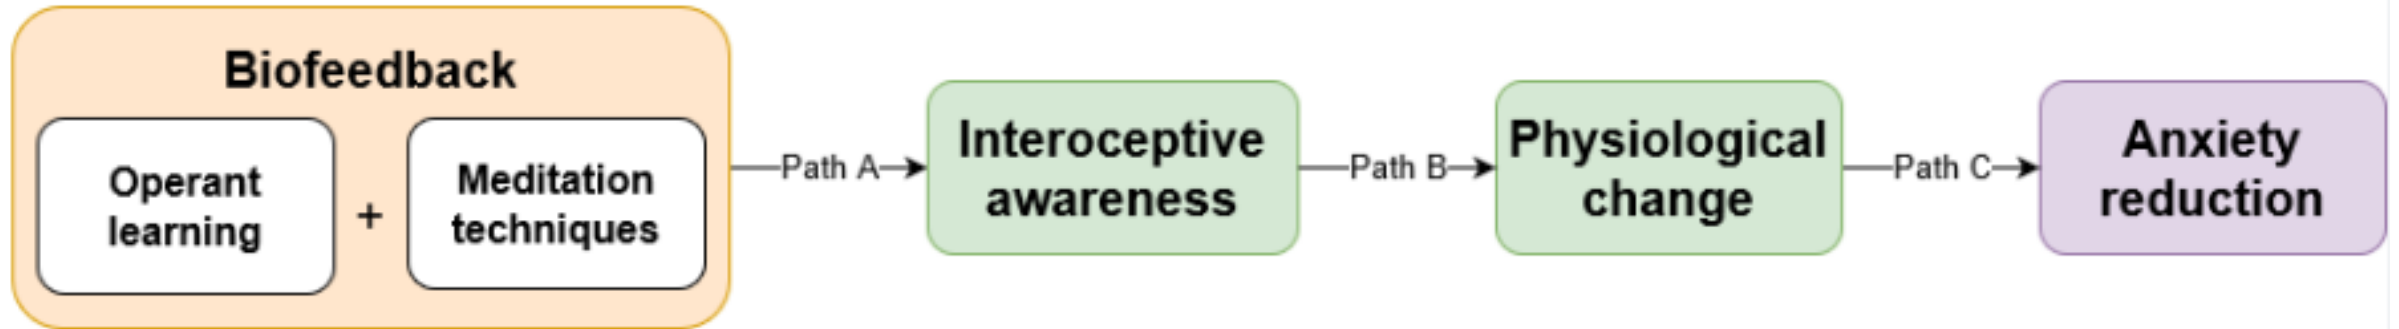 Biofeedback
Operant
learning
+
Meditation
techniques
Path A
Interoceptive
awareness
Path B
Physiological
change
Path C
Anxiety
reduction